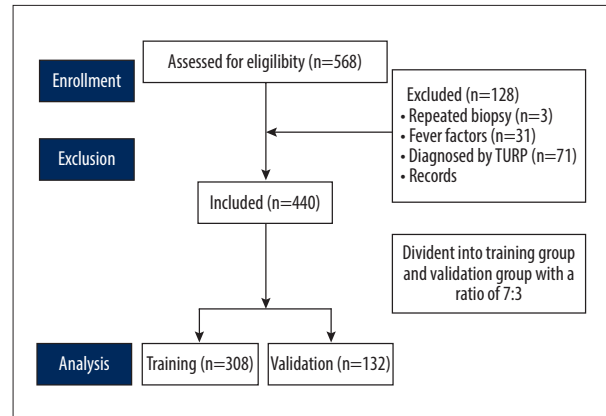 Enrollment
Assessed for eligilibity (n=568)
Excluded (n=128)
• Repeated biopsy (n=3)
• Fever factors (n=31)
• Diagnosed by TURP (n=71)
• Records
Exclusion
Included (n=440)
Divident into training group
and validation group with a
ratio of 7:3
Analysis
Training (n=308)
Validation (n=132)